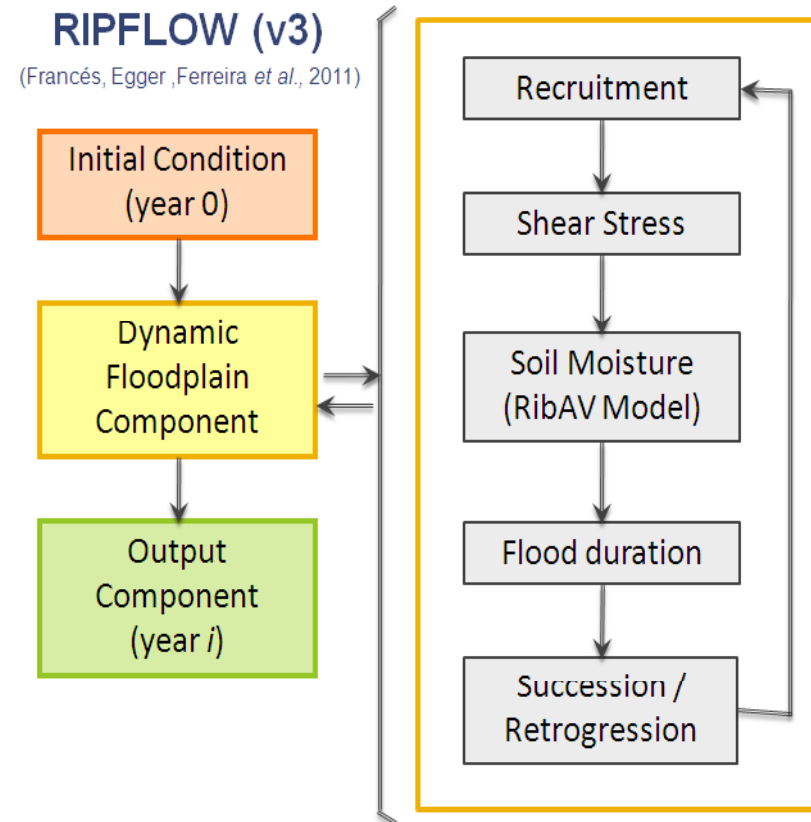 RIPFLOW (v3)
(Francés, Egger ,Ferreira et al., 2011)
Initial Condition
(year 0)
Dynamic
Floodplain
Component
Output
Component
(year i)
Recruitment
Shear Stress
Soil Moisture
(RibAV Model)
Flood duration
Succession /
Retrogression